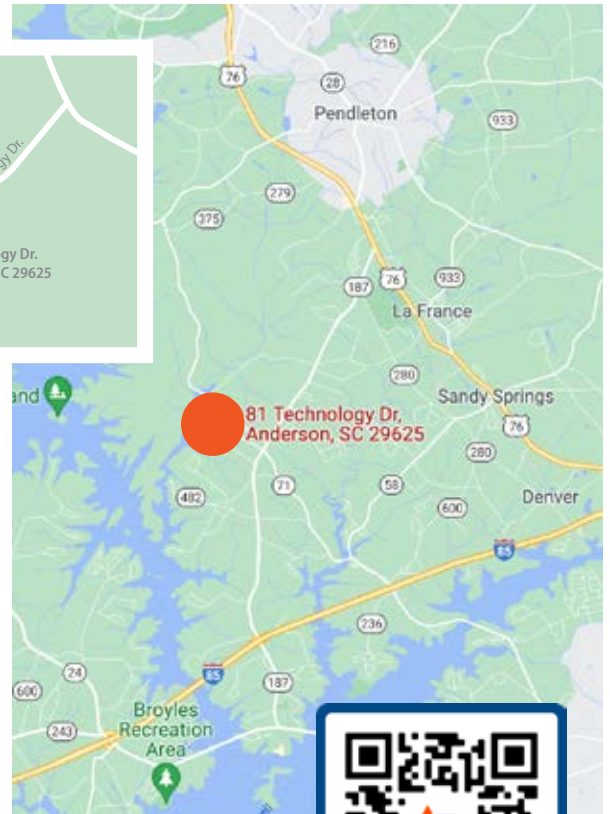 216
76
28
Pendleton
933
gy Dr.
279
375
ogy Dr.
C 29625
187
76
933
La France
280
and
Sandy Springs
81 Technology Dr,
Anderson, SC 29625
76
280
71
58
482
600
Denver
85
236
24
85
187
600
Broyles
243
Recreation
Area